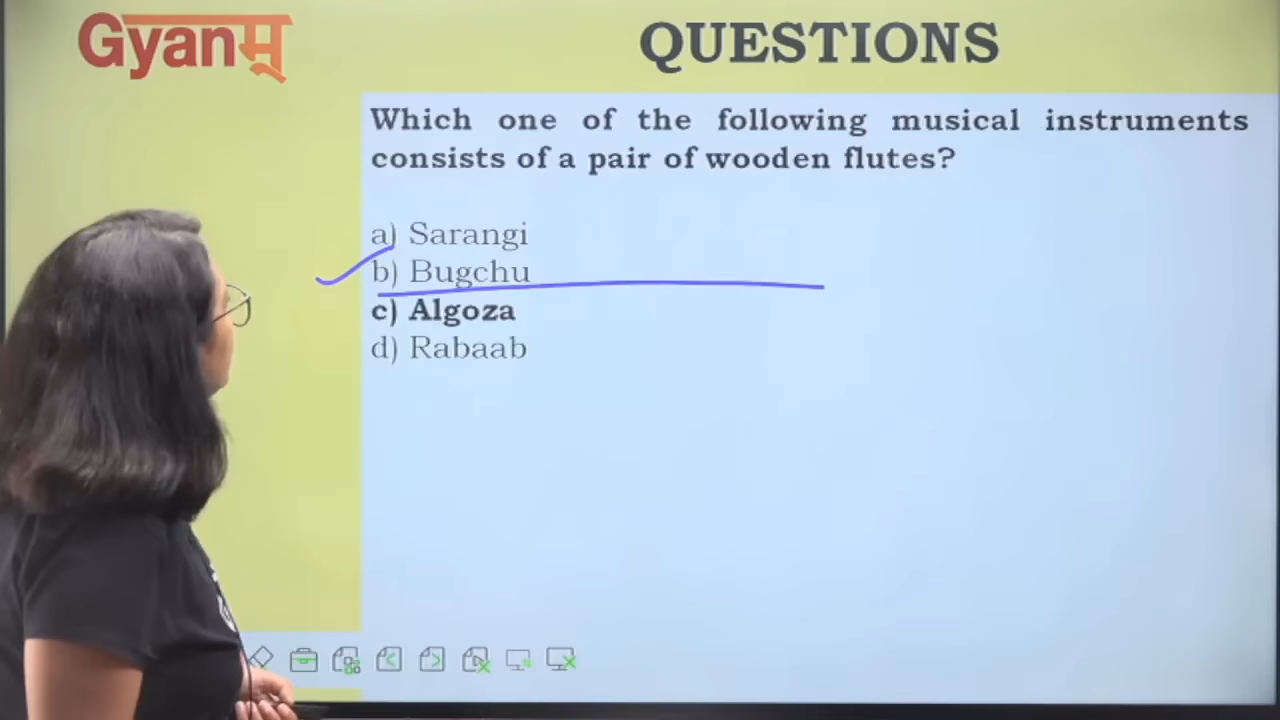 Gyanम्
QUESTIONS
Which one of the following musical instruments
consists of a pair of wooden flutes?
a) Sarangi
b) Bugchu
c) Algoza
d) Rabaab